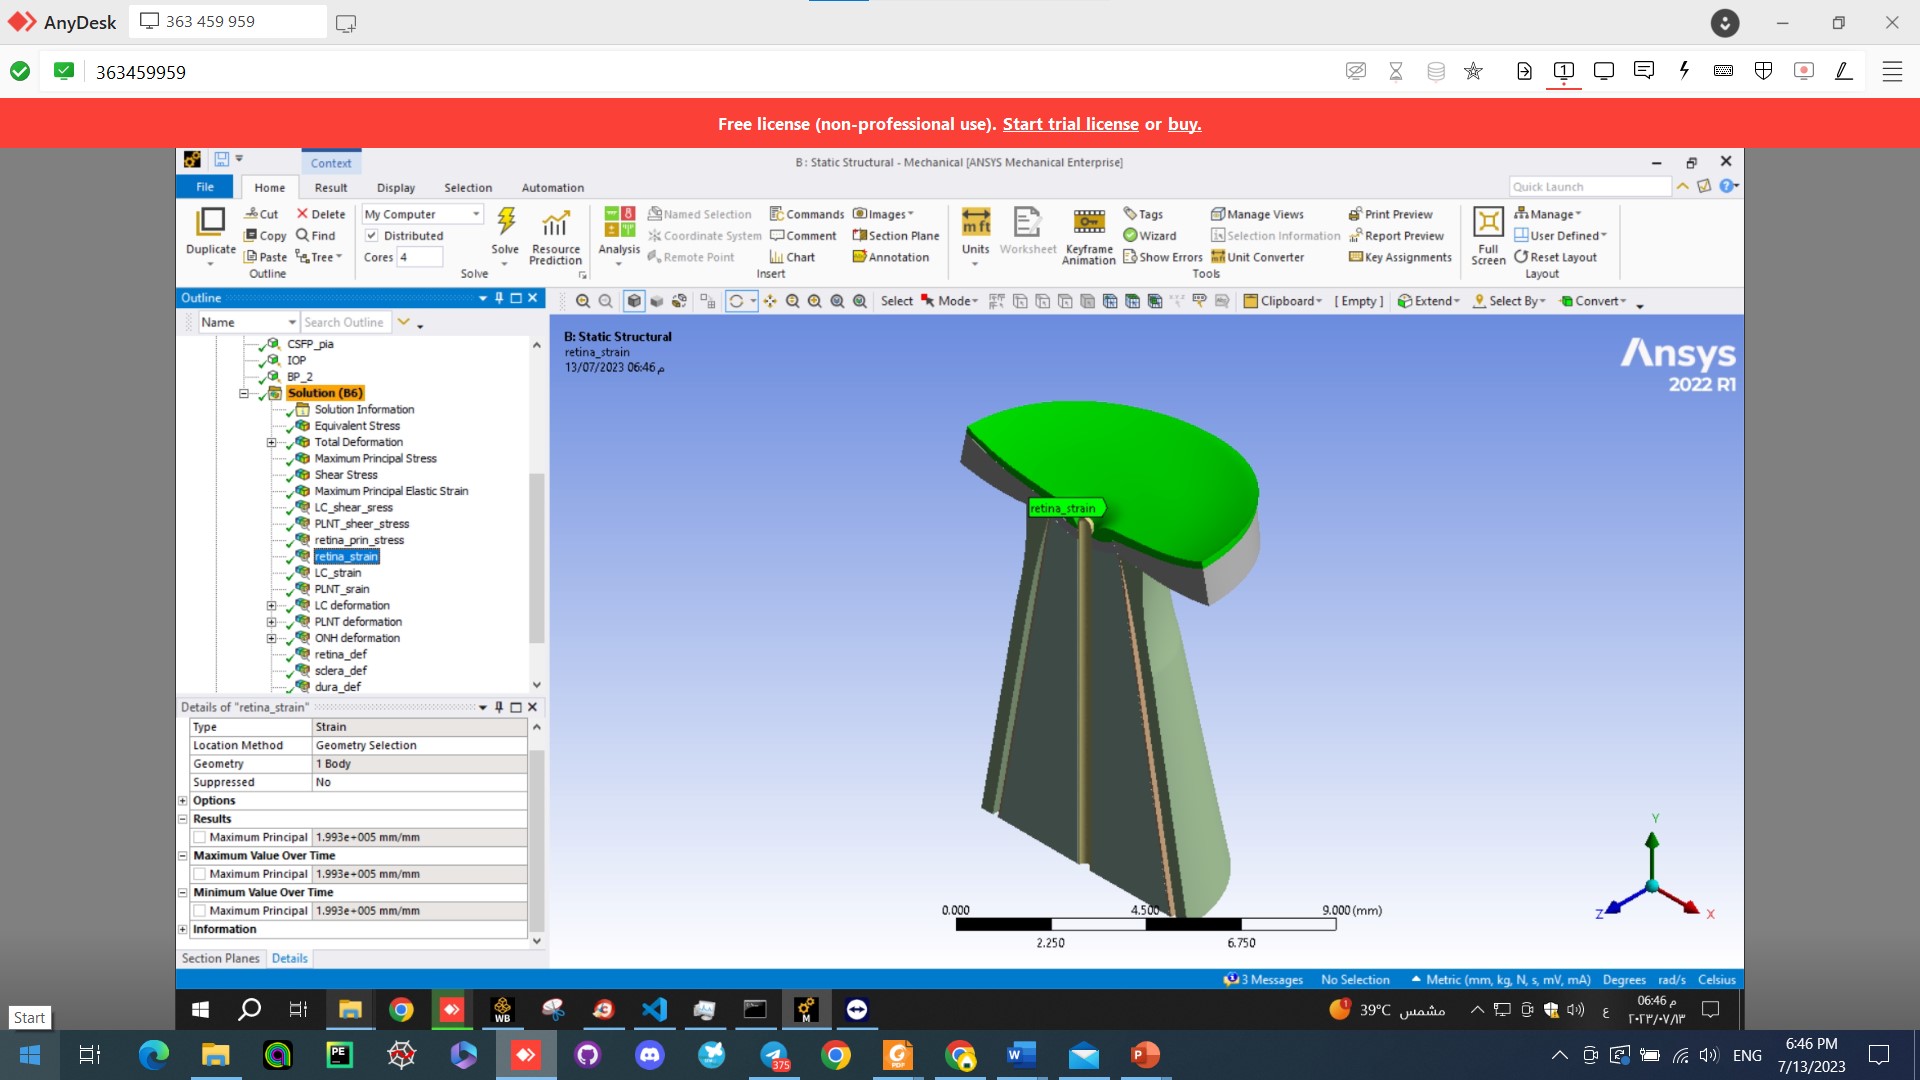 AnyDesk
363 459 959
363459959
Free license (non-professional use). Start trial license or buy.
Context
B : Static Structural - Mechanical [ANSYS Mechanical Enterprise]
File Home Result Display Selection Automation
Quick Launch
Duplicate
Cut
Copy
Paste
Delete
Find
Tree
Outline
My Computer
Distributed
Cores 4
Solve
Resource Prediction
Solve
Analysis
Named Selection
Coordinate System
Remote Point
Commands
Comment
Chart
Images
Section Plane
Annotation
Insert
Units
Worksheet
Keyframe Animation
Tags
Wizard
Show Errors
Manage Views
Selection Information
Unit Converter
Print Preview
Report Preview
Key Assignments
Tools
Full Screen
Manage
User Defined
Reset Layout
Layout
Outline
Select Mode Clipboard [ Empty ] Extend Select By Convert
Name Search Outline
CSFP_pia
IOP
BP_2
Solution (B6)
Solution Information
Equivalent Stress
Total Deformation
Maximum Principal Stress
Shear Stress
Maximum Principal Elastic Strain
LC_shear_sress
PLNT_sheer_stress
retina_prin_stress
retina_strain
LC_strain
PLNT_srain
LC deformation
PLNT deformation
ONH deformation
retina_def
sclera_def
dura_def
Details of "retina_strain"
Type Strain
Location Method Geometry Selection
Geometry 1 Body
Suppressed No
Options
Results
Maximum Principal 1.993e+005 mm/mm
Maximum Value Over Time
Maximum Principal 1.993e+005 mm/mm
Minimum Value Over Time
Maximum Principal 1.993e+005 mm/mm
Information
Section Planes Details
B: Static Structural
retina_strain
13/07/2023 06:46 م
Ansys
2022 R1
retina_strain
0.000 4.500 9.000 (mm)
2.250 6.750
Y
Z
X
3 Messages No Selection Metric (mm, kg, N, s, mV, mA) Degrees rad/s Celsius
WB
M
1
39°C مشمس
ع
06:46 م
٢٠٢٣/٠٧/١٣
Start
PE
375
PDF
W
P
ENG
6:46 PM
7/13/2023